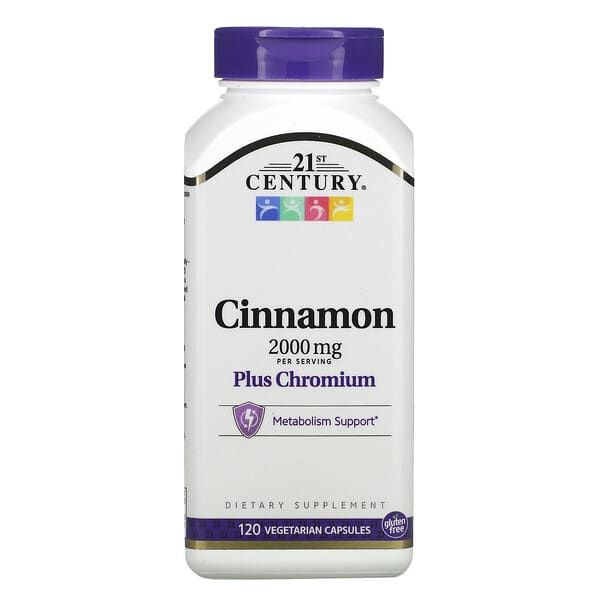 21ST
CENTURY®
Cinnamon
2000 mg
PER SERVING
Plus Chromium
Metabolism Support*
DIETARY SUPPLEMENT
120 VEGETARIAN CAPSULES
gluten
free